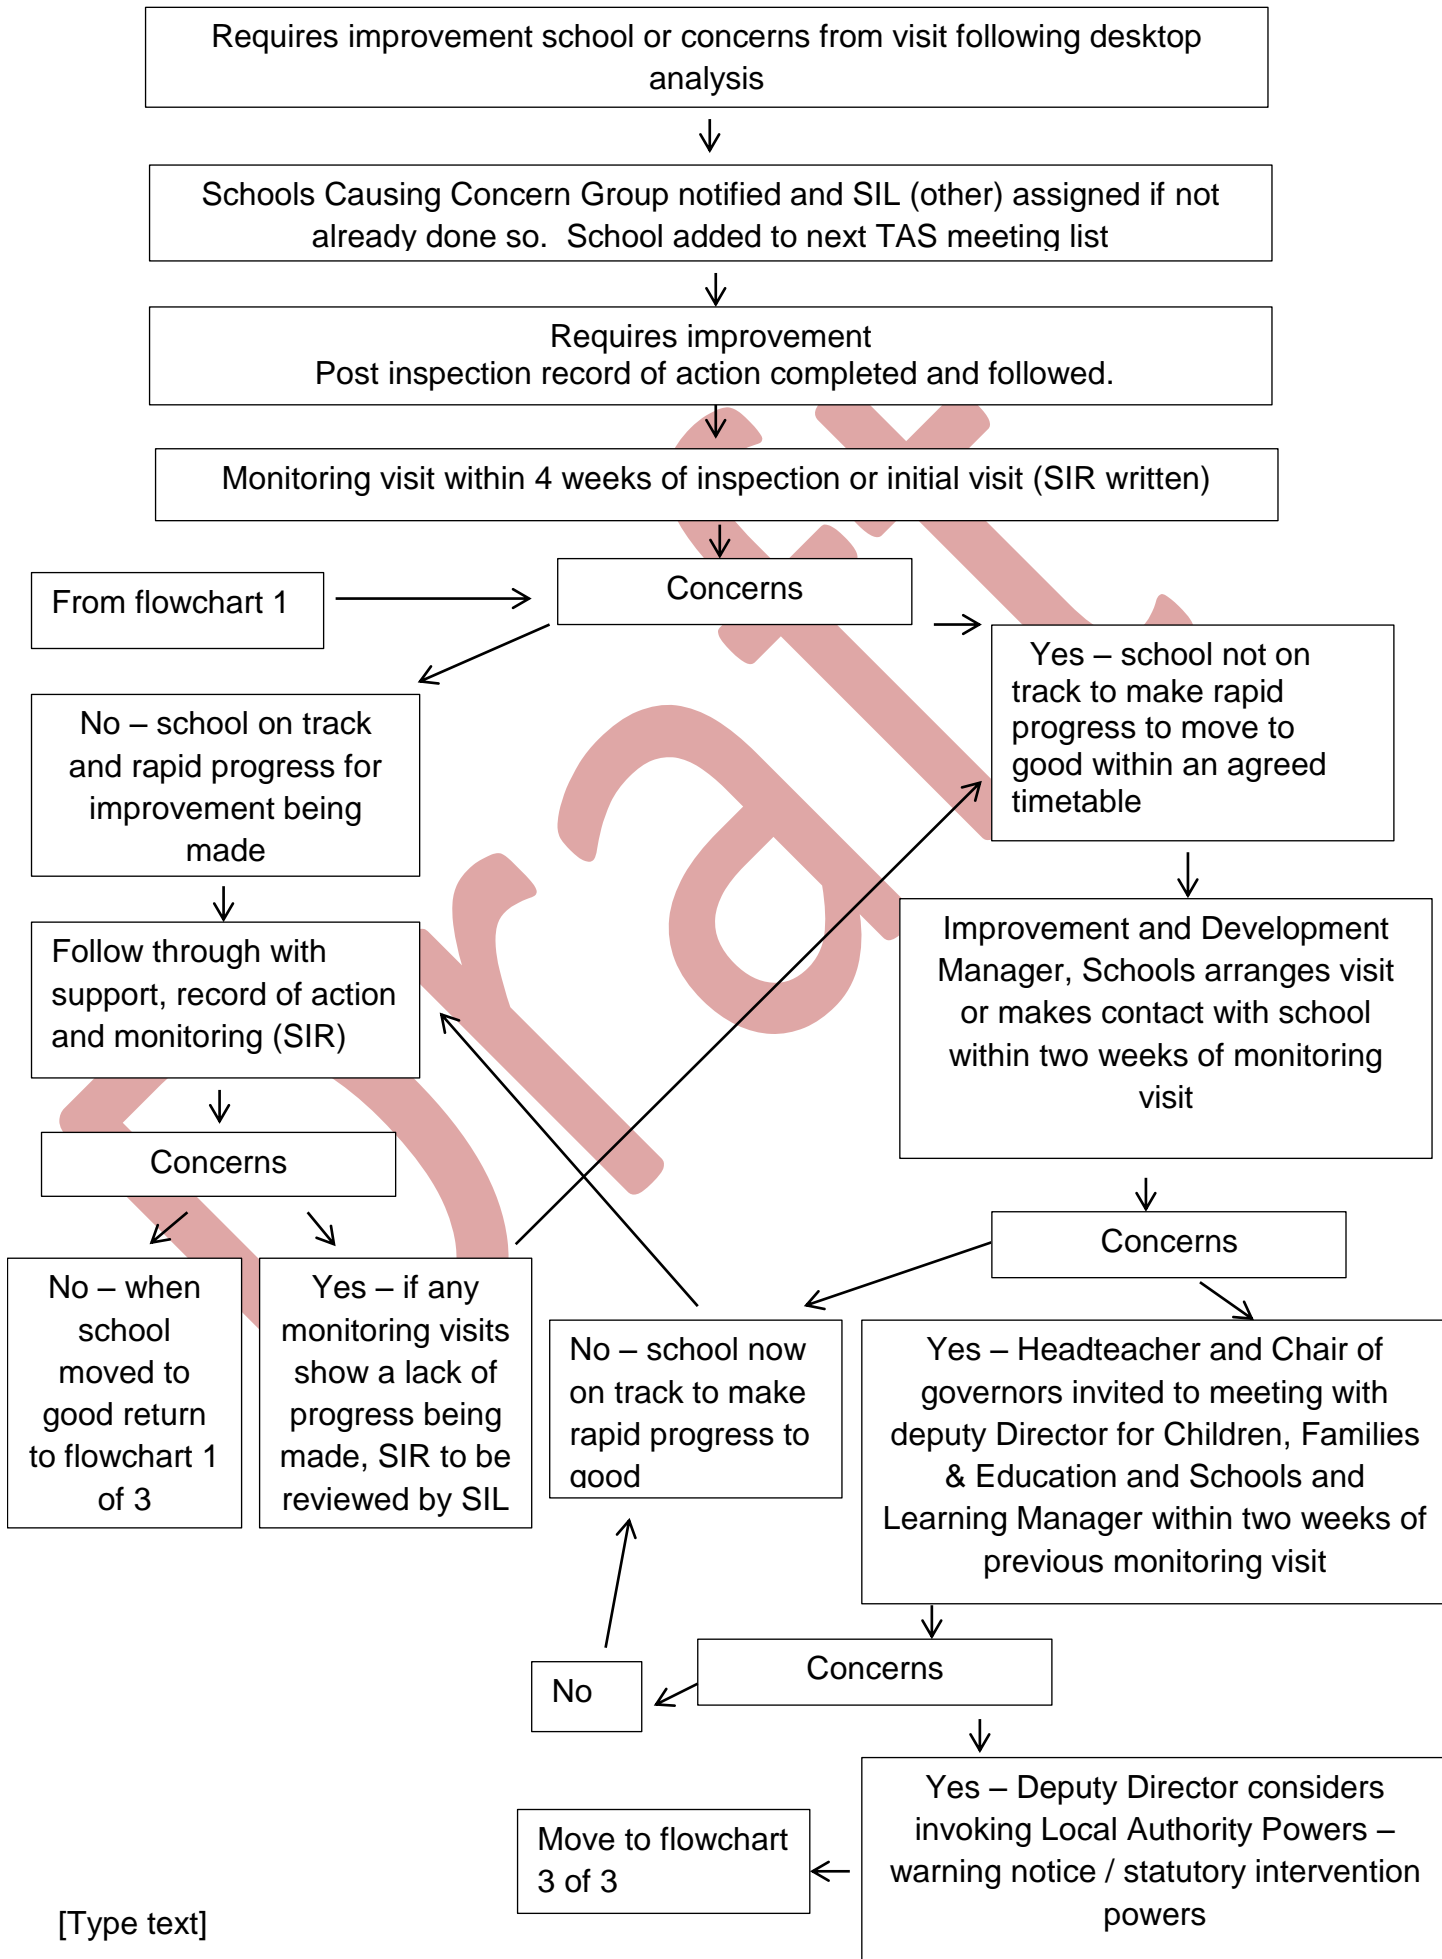 Requires improvement school or concerns from visit following desktop
analysis
Schools Causing Concern Group notified and SIL (other) assigned if not
already done so.  School added to next TAS meeting list
Requires improvement
Post inspection record of action completed and followed.
Monitoring visit within 4 weeks of inspection or initial visit (SIR written)
From flowchart 1
Concerns
No – school on track
and rapid progress for
improvement being
made
Yes – school not on
track to make rapid
progress to move to
good within an agreed
timetable
Follow through with
support, record of action
and monitoring (SIR)
Improvement and Development
Manager, Schools arranges visit
or makes contact with school
within two weeks of monitoring
visit
Concerns
Concerns
No – when
school
moved to
good return
to flowchart 1
of 3
Yes – if any
monitoring visits
show a lack of
progress being
made, SIR to be
reviewed by SIL
No – school now
on track to make
rapid progress to
good
Yes – Headteacher and Chair of
governors invited to meeting with
deputy Director for Children, Families
& Education and Schools and
Learning Manager within two weeks of
previous monitoring visit
No
Concerns
Yes – Deputy Director considers
invoking Local Authority Powers –
warning notice / statutory intervention
powers
Move to flowchart
3 of 3
[Type text]
Draft